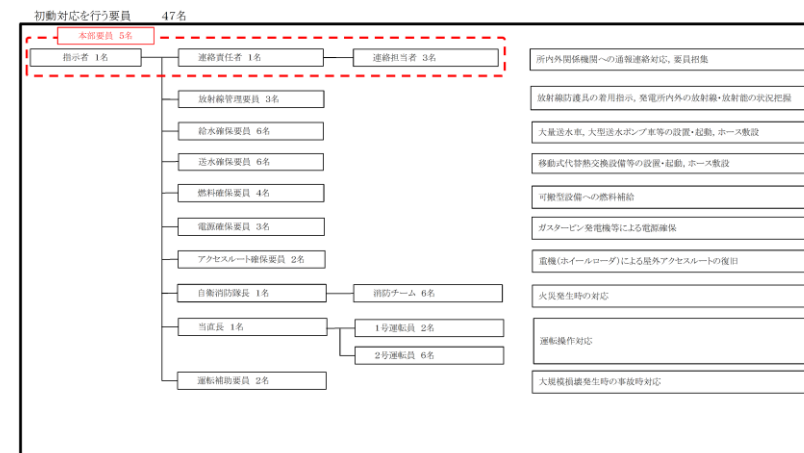 初動対応を行う要員　47名
本部要員 5名
指示者 1名
連絡責任者 1名
連絡担当者 3名
所内外関係機関への通報連絡対応，要員招集
放射線管理要員 3名
放射線防護具の着用指示，発電所内外の放射線・放射能の状況把握
給水確保要員 6名
大量送水車，大型送水ポンプ車等の設置・起動，ホース敷設
送水確保要員 6名
移動式代替熱交換設備等の設置・起動，ホース敷設
燃料確保要員 4名
可搬型設備への燃料補給
電源確保要員 3名
ガスタービン発電機等による電源確保
アクセスルート確保要員 2名
重機（ホイールローダ）による屋外アクセスルートの復旧
自衛消防隊長 1名
消防チーム 6名
火災発生時の対応
当直長 1名
1号運転員 2名
2号運転員 6名
運転操作対応
運転補助要員 2名
大規模損壊発生時の事故時対応